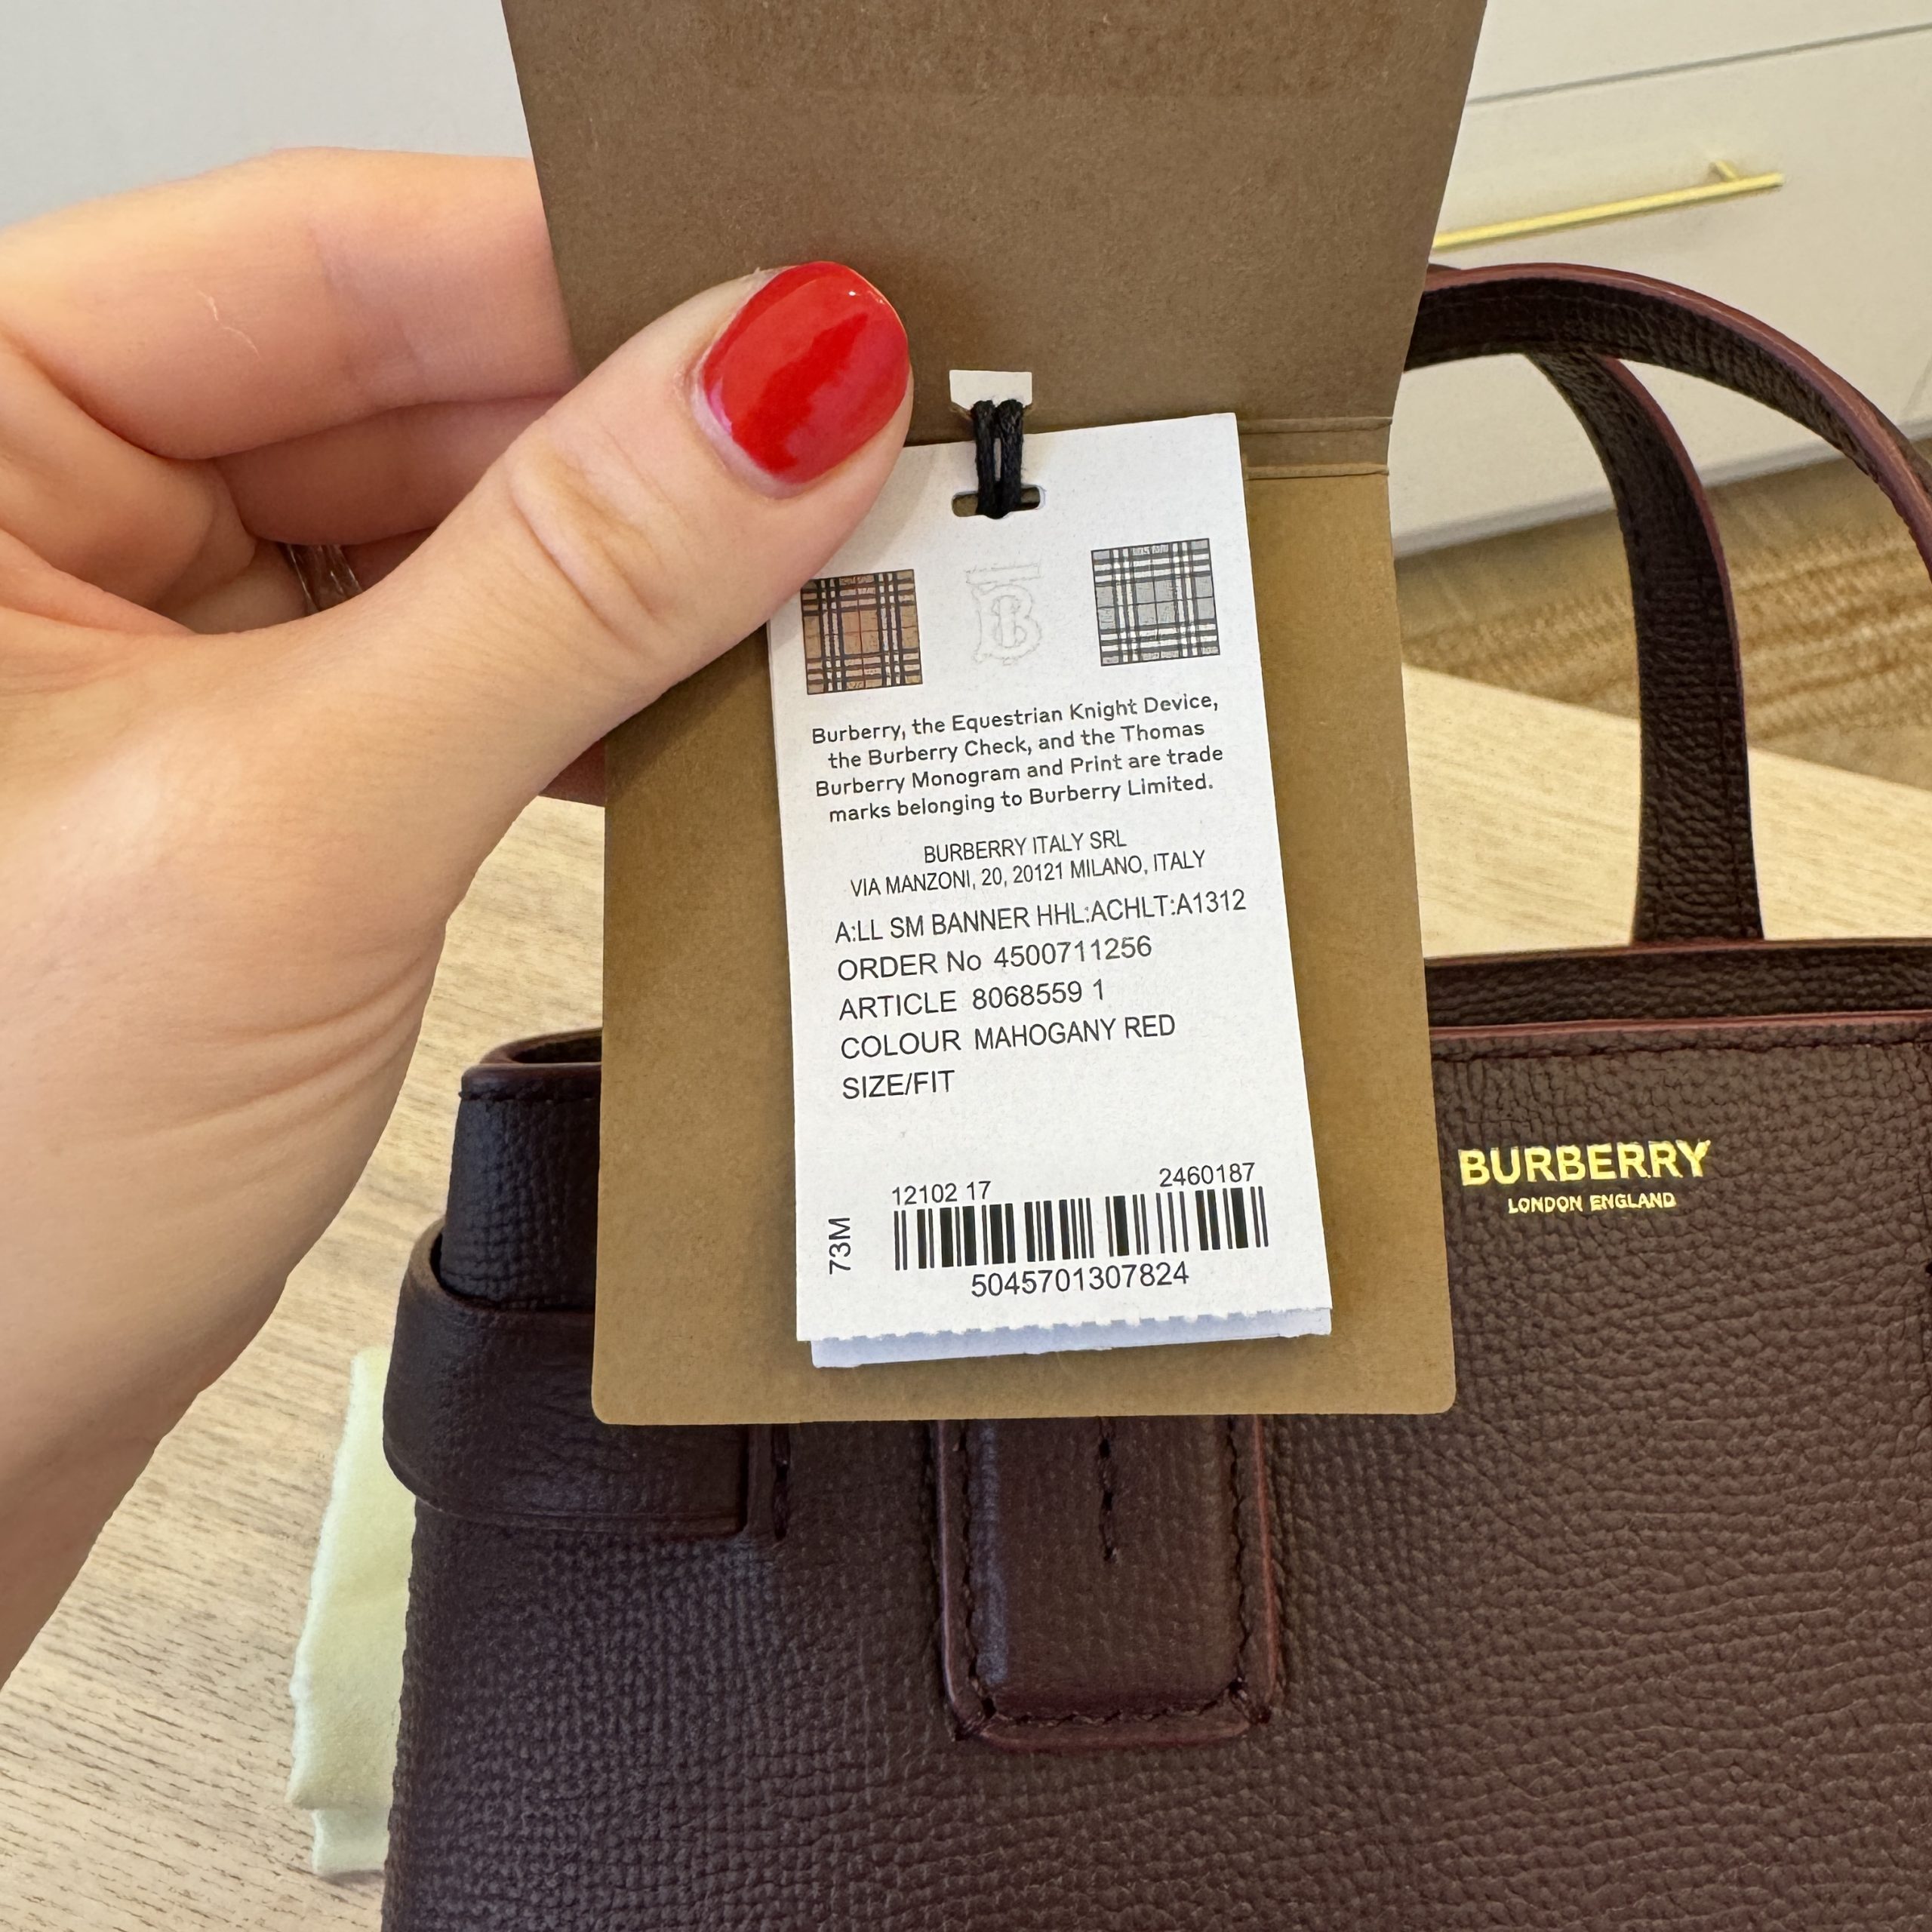 Burberry, the Equestrian Knight Device,
the Burberry Check, and the Thomas
Burberry Monogram and Print are trade
marks belonging to Burberry Limited.
BURBERRY ITALY SRL
VIA MANZONI, 20, 20121 MILANO, ITALY
A:LL SM BANNER HHL:ACHLT:A1312
ORDER No 4500711256
ARTICLE 8068559 1
COLOUR MAHOGANY RED
SIZE/FIT
12102 17 2460187
73M
5045701307824
BURBERRY
LONDON ENGLAND